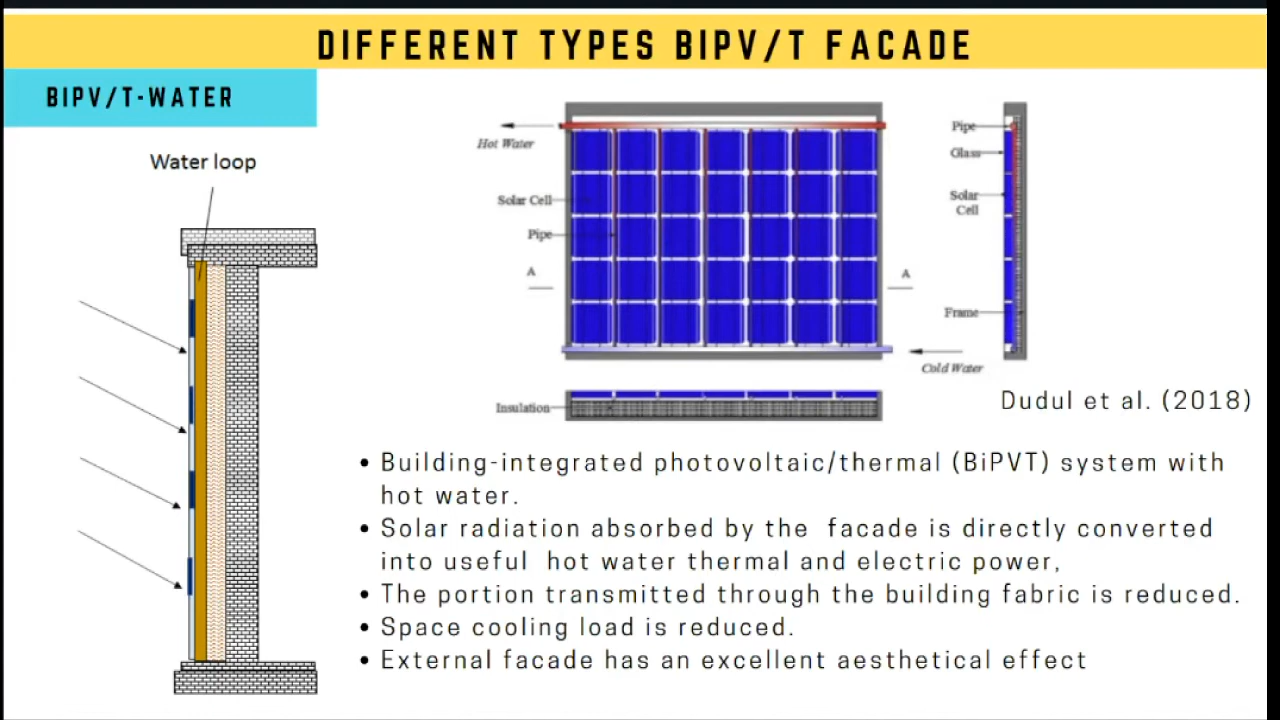 DIFFERENT TYPES BIPV/T FACADE
BIPV/T-WATER
Water loop
Hot Water
Solar Cell
Pipe
A
A
Cold Water
Insulation
Pipe
Glass
Solar
Cell
Frame
Dudul et al. (2018)
• Building-integrated photovoltaic/thermal (BiPVT) system with
hot water.
• Solar radiation absorbed by the facade is directly converted
into useful hot water thermal and electric power,
• The portion transmitted through the building fabric is reduced.
• Space cooling load is reduced.
• External facade has an excellent aesthetical effect